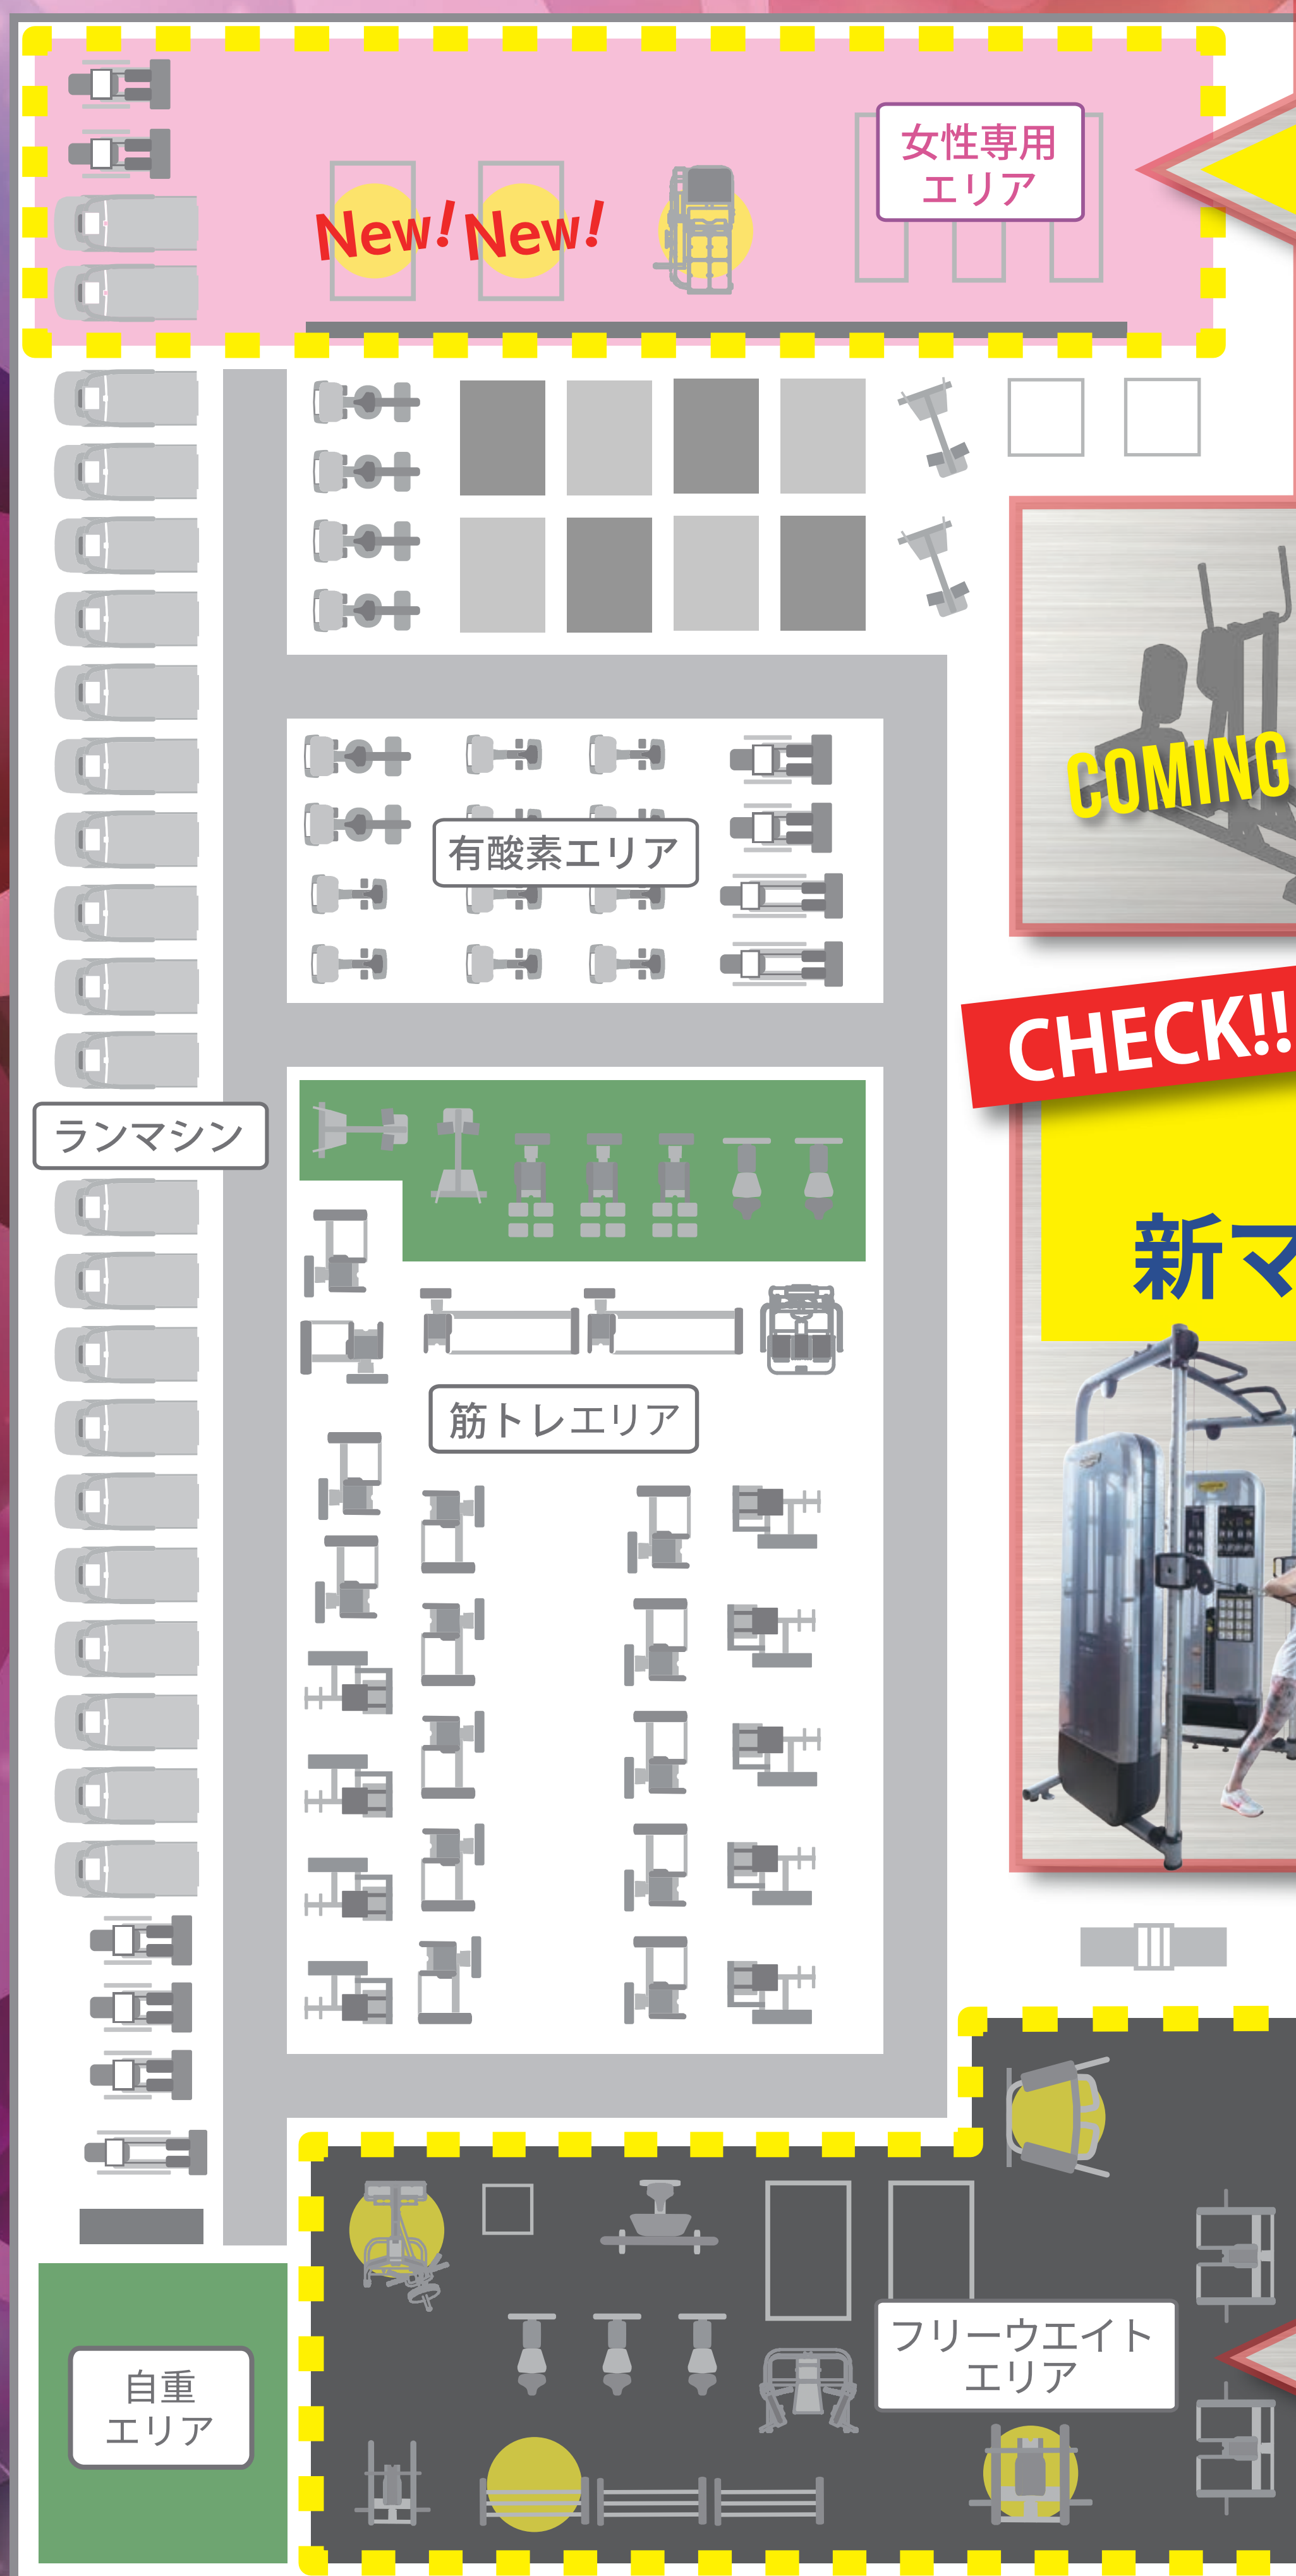 女性専用
エリア
New!
New!
COMING
有酸素エリア
CHECK!!
ランマシン
新マ
筋トレエリア
フリーウエイト
エリア
自重
エリア